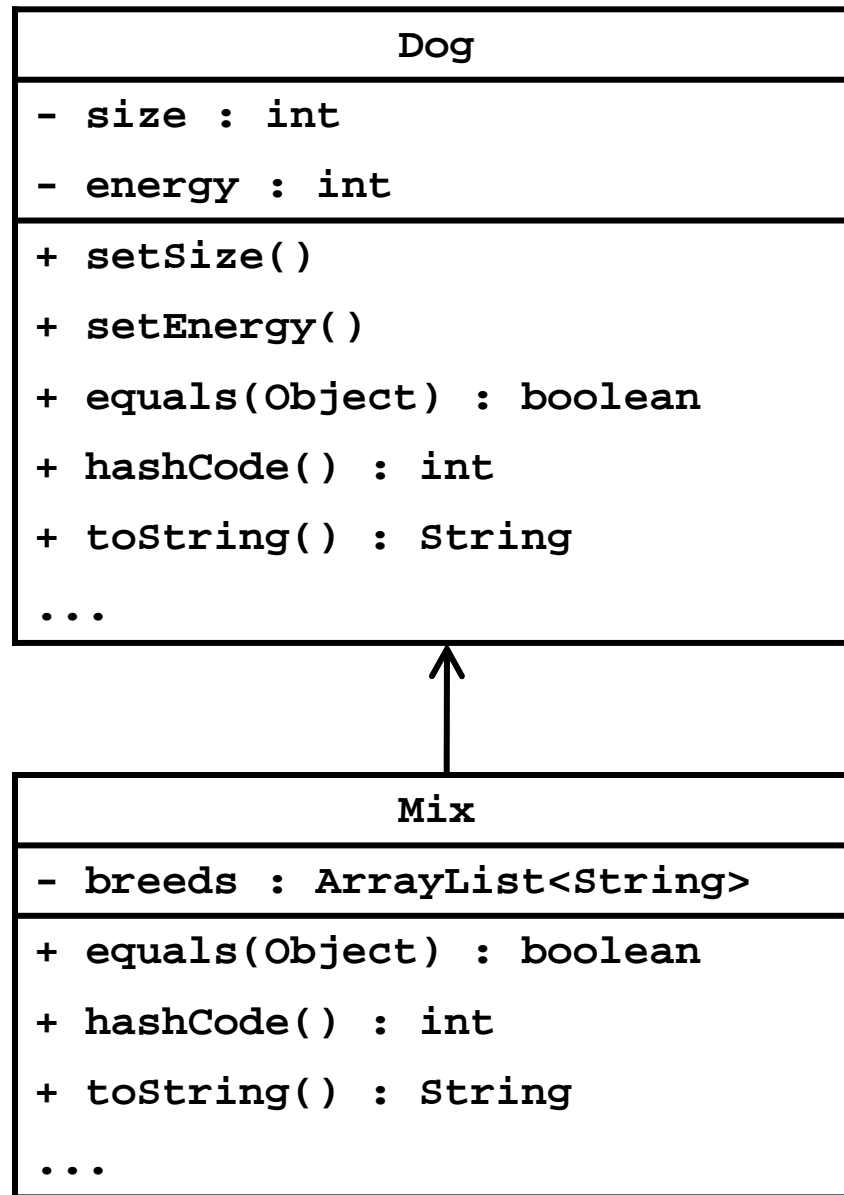 Dog
- size : int
- energy : int
+ setSize()
+ setEnergy()
+ equals(Object) : boolean
+ hashCode() : int
+ toString() : String
...
Mix
- breeds : ArrayList<String>
+ equals(Object) : boolean
+ hashCode() : int
+ toString() : String
...